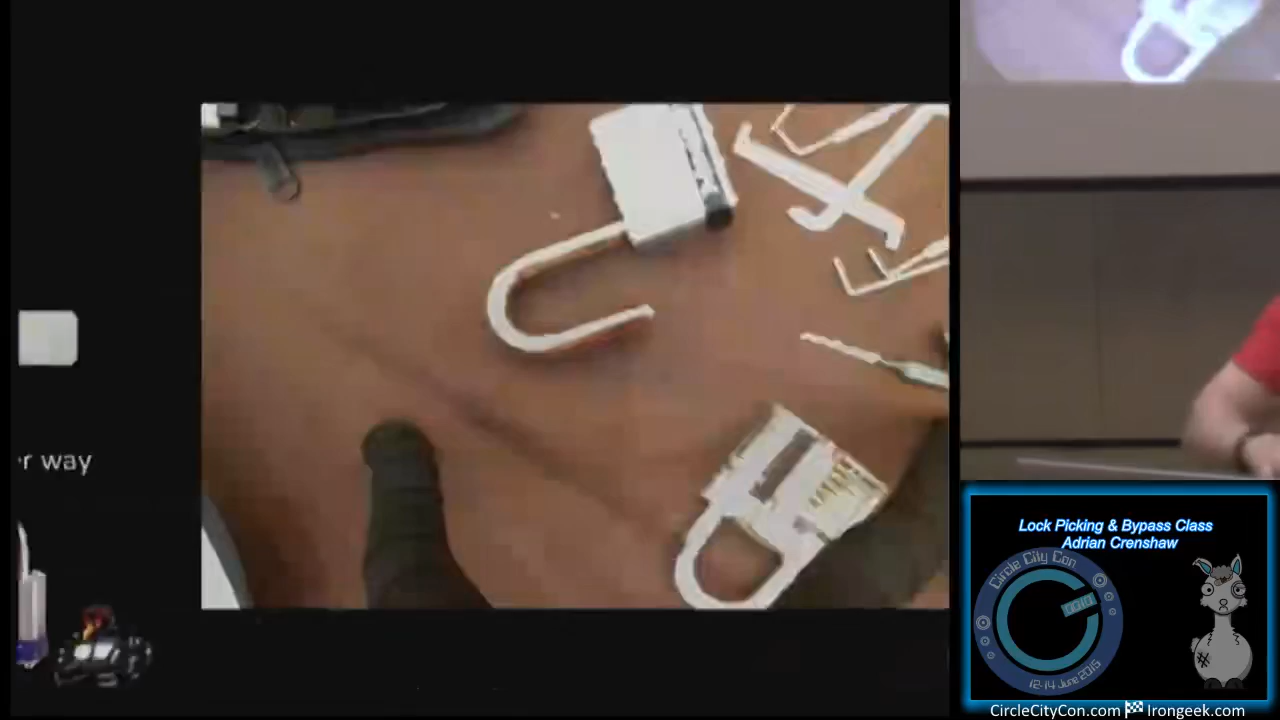 r way
Lock Picking & Bypass Class
Adrian Crenshaw
Circle City Con
12-14 June 2015
CircleCityCon.com Irongeek.com